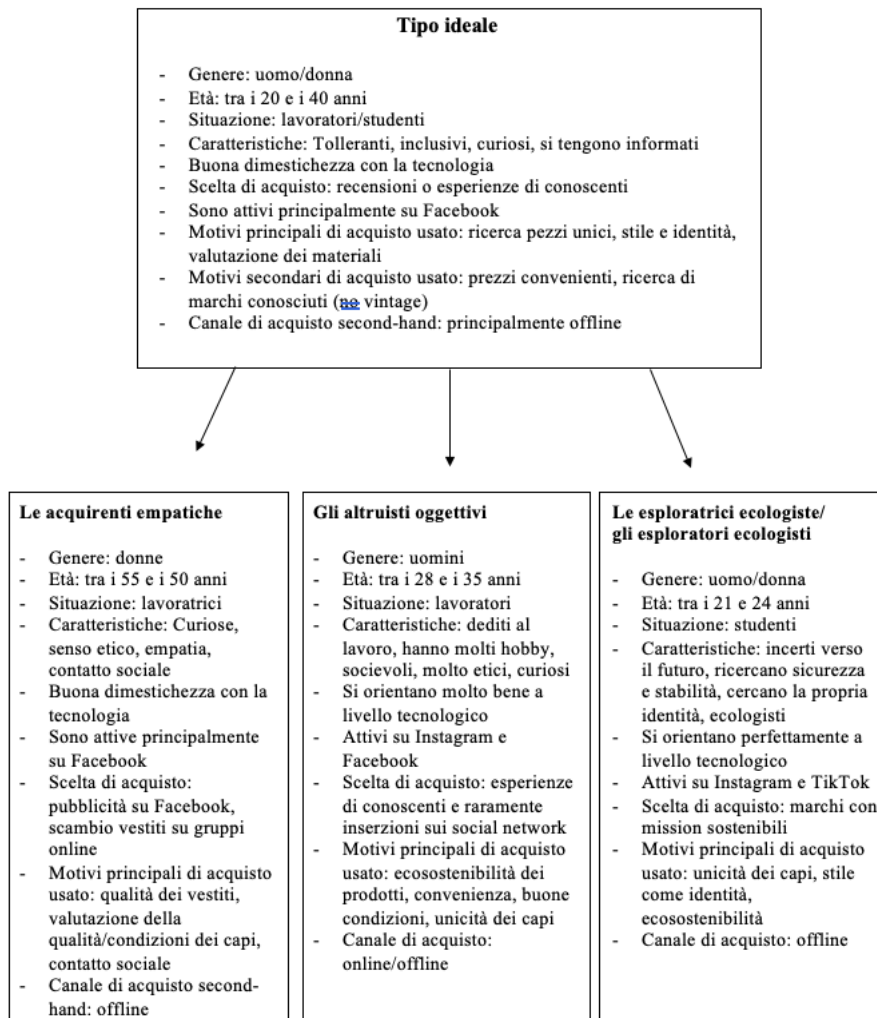 Tipo ideale
- Genere: uomo/donna
- Età: tra i 20 e i 40 anni
- Situazione: lavoratori/studenti
- Caratteristiche: Tolleranti, inclusivi, curiosi, si tengono informati
- Buona dimestichezza con la tecnologia
- Scelta di acquisto: recensioni o esperienze di conoscenti
- Sono attivi principalmente su Facebook
- Motivi principali di acquisto usato: ricerca pezzi unici, stile e identità,
valutazione dei materiali
- Motivi secondari di acquisto usato: prezzi convenienti, ricerca di
marchi conosciuti (no vintage)
- Canale di acquisto second-hand: principalmente offline
Le acquirenti empatiche
- Genere: donne
- Età: tra i 55 e i 50 anni
- Situazione: lavoratrici
- Caratteristiche: Curiose,
senso etico, empatia,
contatto sociale
- Buona dimestichezza con la
tecnologia
- Sono attive principalmente
su Facebook
- Scelta di acquisto:
pubblicità su Facebook,
scambio vestiti su gruppi
online
- Motivi principali di acquisto
usato: qualità dei vestiti,
valutazione della
qualità/condizioni dei capi,
contatto sociale
- Canale di acquisto second-
hand: offline
Gli altruisti oggettivi
- Genere: uomini
- Età: tra i 28 e i 35 anni
- Situazione: lavoratori
- Caratteristiche: dediti al
lavoro, hanno molti hobby,
socievoli, molto etici, curiosi
- Si orientano molto bene a
livello tecnologico
- Attivi su Instagram e
Facebook
- Scelta di acquisto: esperienze
di conoscenti e raramente
inserzioni sui social network
- Motivi principali di acquisto
usato: ecosostenibilità dei
prodotti, convenienza, buone
condizioni, unicità dei capi
- Canale di acquisto:
online/offline
Le esploratrici ecologiste/
gli esploratori ecologisti
- Genere: uomo/donna
- Età: tra i 21 e 24 anni
- Situazione: studenti
- Caratteristiche: incerti verso
il futuro, ricercano sicurezza
e stabilità, cercano la propria
identità, ecologisti
- Si orientano perfettamente a
livello tecnologico
- Attivi su Instagram e TikTok
- Scelta di acquisto: marchi con
mission sostenibili
- Motivi principali di acquisto
usato: unicità dei capi, stile
come identità,
ecosostenibilità
- Canale di acquisto: offline